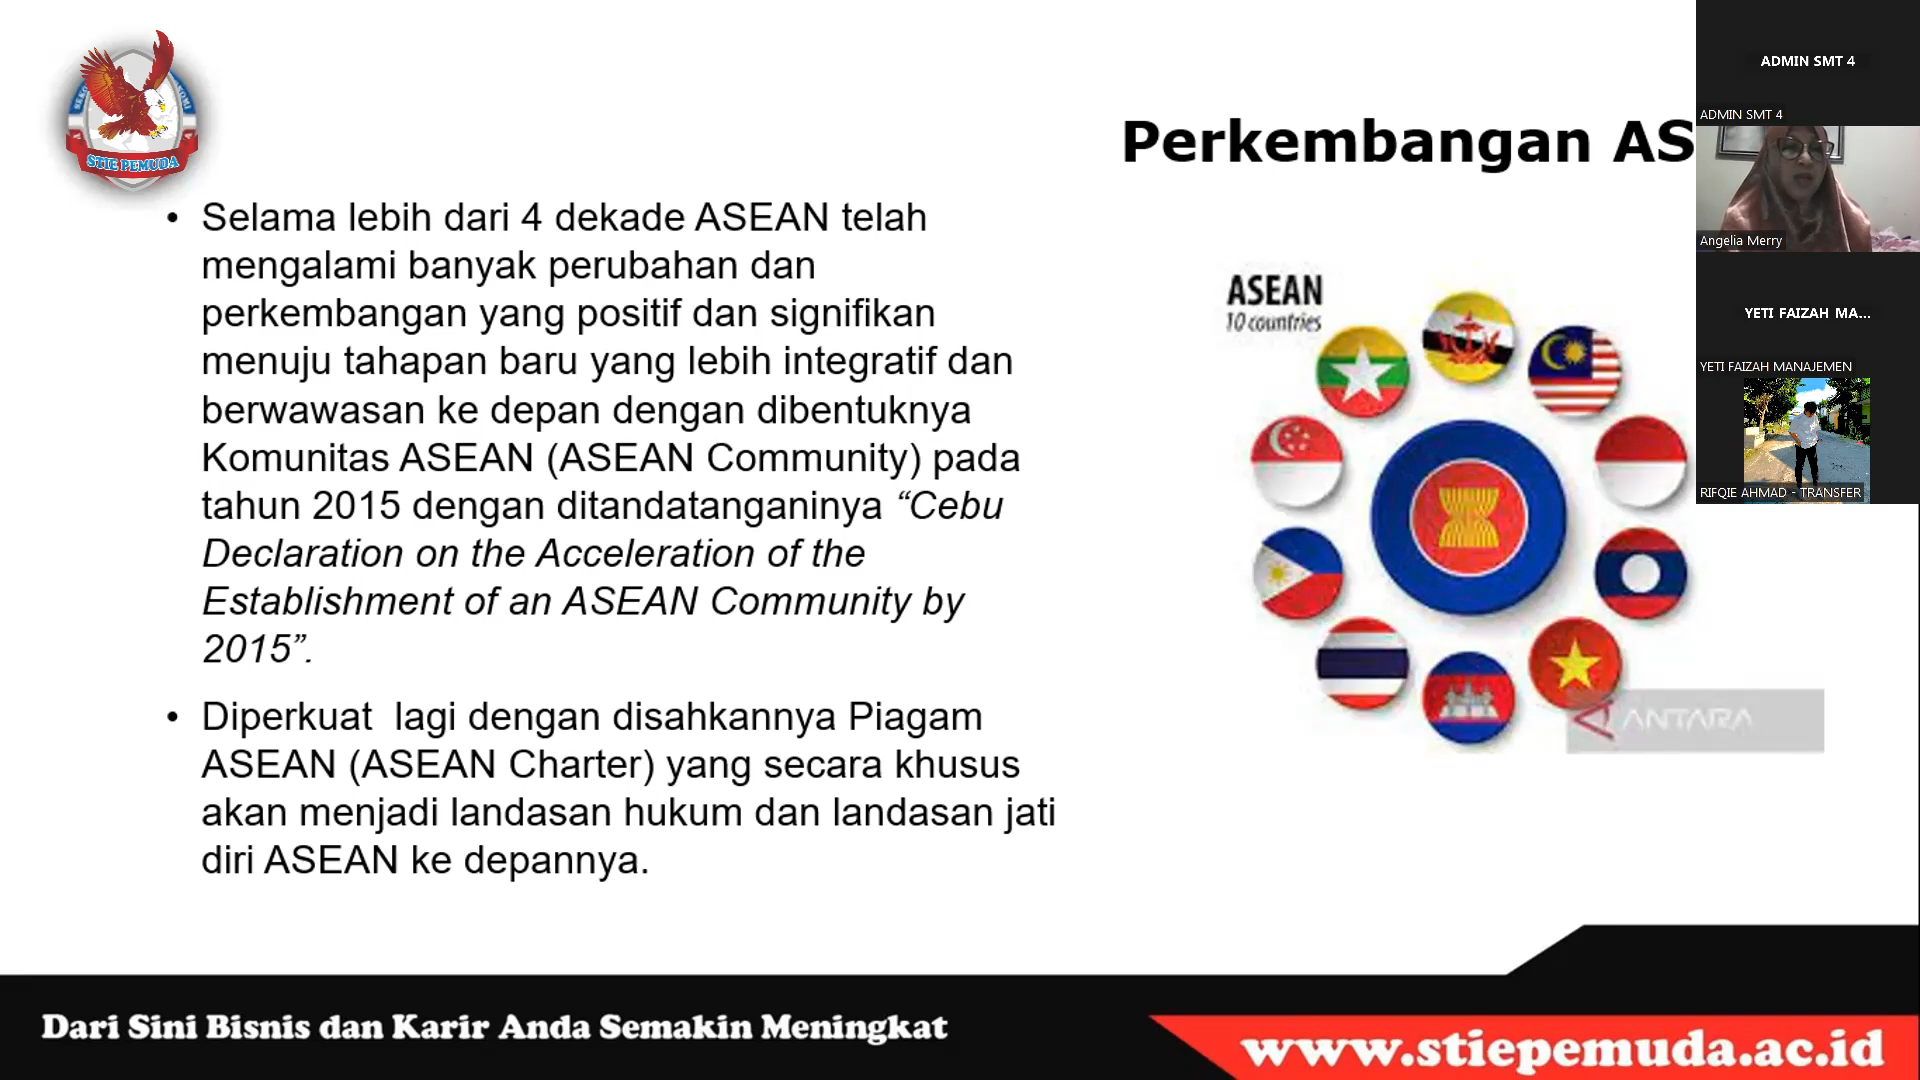 STIE PEMUDA
Perkembangan AS
• Selama lebih dari 4 dekade ASEAN telah
mengalami banyak perubahan dan
perkembangan yang positif dan signifikan
menuju tahapan baru yang lebih integratif dan
berwawasan ke depan dengan dibentuknya
Komunitas ASEAN (ASEAN Community) pada
tahun 2015 dengan ditandatanganinya “Cebu
Declaration on the Acceleration of the
Establishment of an ASEAN Community by
2015”.
• Diperkuat  lagi dengan disahkannya Piagam
ASEAN (ASEAN Charter) yang secara khusus
akan menjadi landasan hukum dan landasan jati
diri ASEAN ke depannya.
ASEAN
10 countries
ANTARA
ADMIN SMT 4
ADMIN SMT 4
Angelia Merry
YETI FAIZAH MA...
YETI FAIZAH MANAJEMEN
RIFQIE AHMAD - TRANSFER
Dari Sini Bisnis dan Karir Anda Semakin Meningkat
www.stiepemuda.ac.id